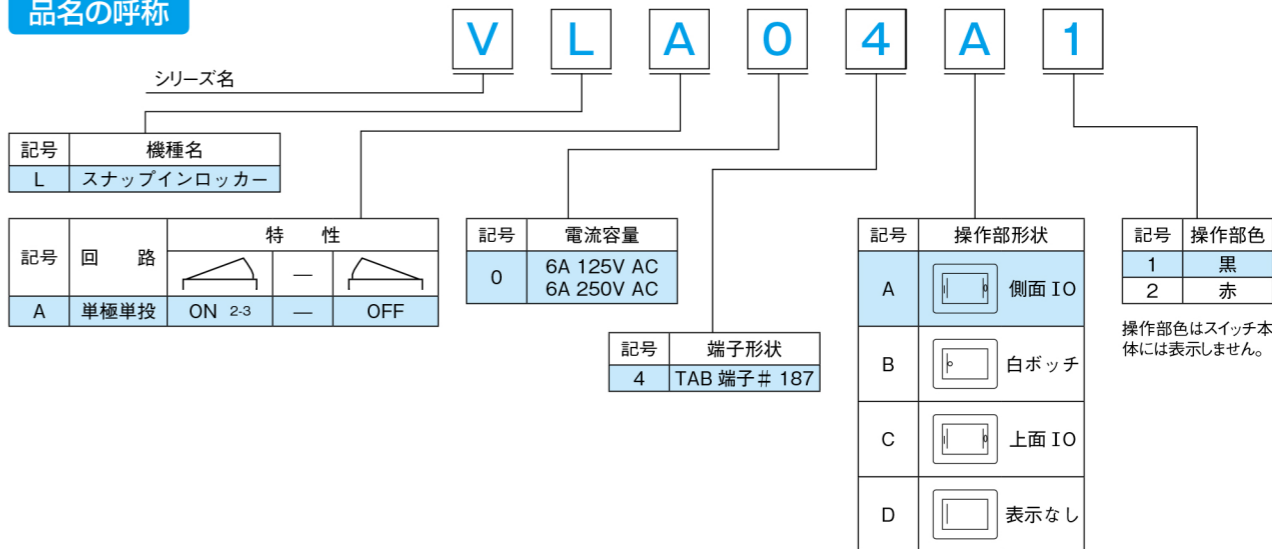 品名の呼称
V L A 0 4 A 1
シリーズ名
記号 機種名
L スナップインロッカー
記号 回路 特性
—
A 単極単投 ON 2-3 — OFF
記号 電流容量
0 6A 125V AC
6A 250V AC
記号 端子形状
4 TAB 端子♯187
記号 操作部形状
A 側面 IO
B 白ボッチ
C 上面 IO
D 表示なし
記号 操作部色
1 黒
2 赤
操作部色はスイッチ本
体には表示しません。